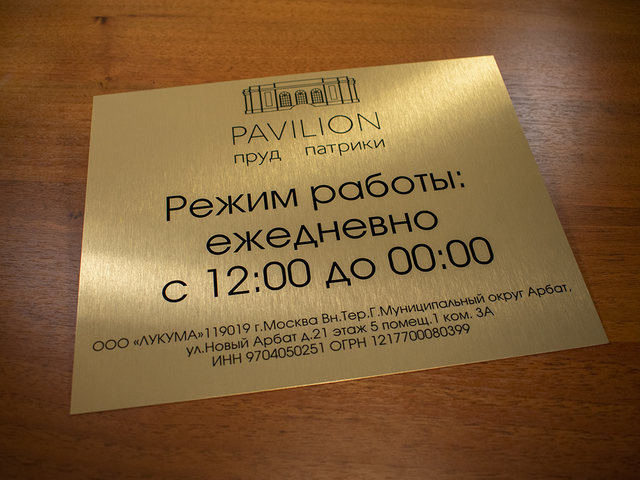 PAVILION
пруд патрики
Режим работы:
ежедневно
с 12:00 до 00:00
ООО «ЛУКУМА»119019 г.Москва Вн.Тер.Г.Муниципальный округ Арбат,
ул.Новый Арбат д.21 этаж 5 помещ.1 ком. 3А
ИНН 9704050251 ОГРН 1217700080399